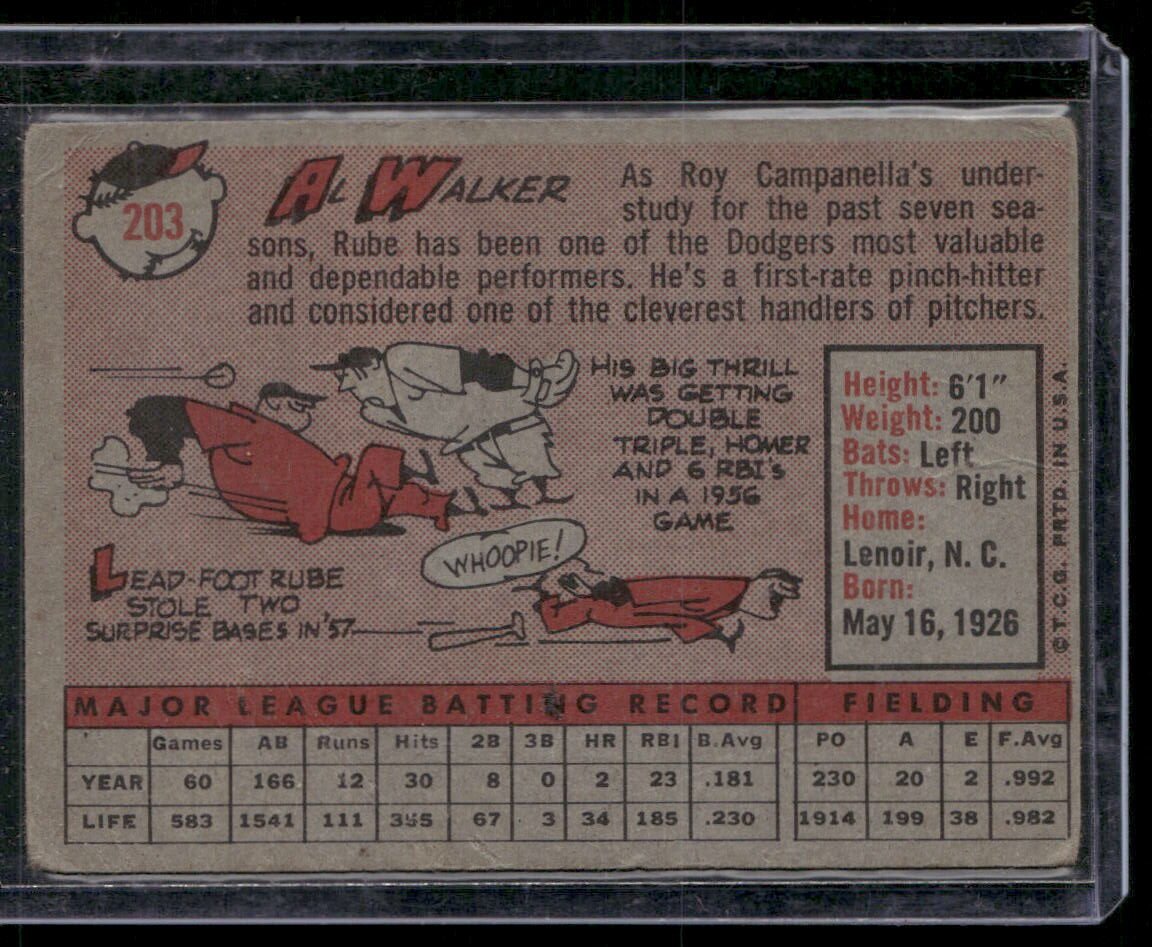 203
AL WALKER
As Roy Campanella's under-
study for the past seven sea-
sons, Rube has been one of the Dodgers most valuable
and dependable performers. He's a first-rate pinch-hitter
and considered one of the cleverest handlers of pitchers.
HIS BIG THRILL
WAS GETTING
DOUBLE
TRIPLE, HOMER
AND 6 RBI's
IN A 1956
GAME
WHOOPIE!
LEAD-FOOT RUBE
STOLE TWO
SURPRISE BASES IN '57
Height: 6'1"
Weight: 200
Bats: Left
Throws: Right
Home:
Lenoir, N. C.
Born:
May 16, 1926
© T.C.G. PRTD. IN U.S.A.
MAJOR LEAGUE BATTING RECORD FIELDING
Games AB Runs Hits 2B 3B HR RBI B.Avg PO A E F.Avg
YEAR 60 166 12 30 8 0 2 23 .181 230 20 2 .992
LIFE 583 1541 111 355 67 3 34 185 .230 1914 199 38 .982